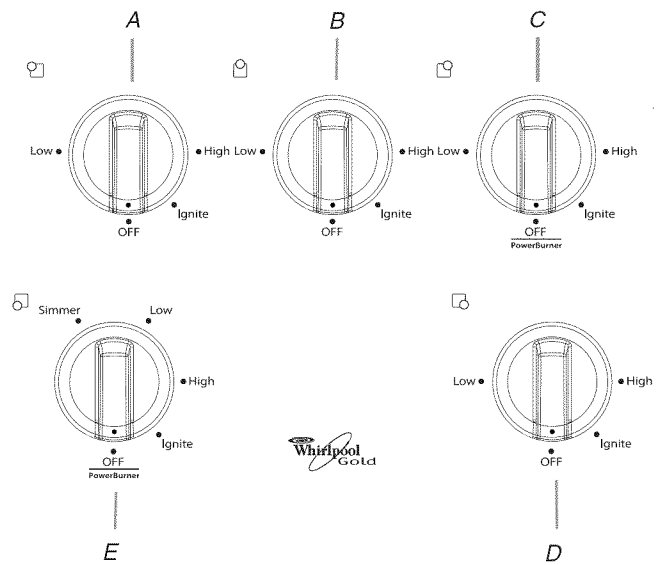 A B C
Low High Low High Low High
Ignite Ignite Ignite
OFF OFF OFF
PowerBurner
Simmer Low
Low High
High
Ignite Ignite
OFF OFF
PowerBurner
Whirlpool
Gold
E D